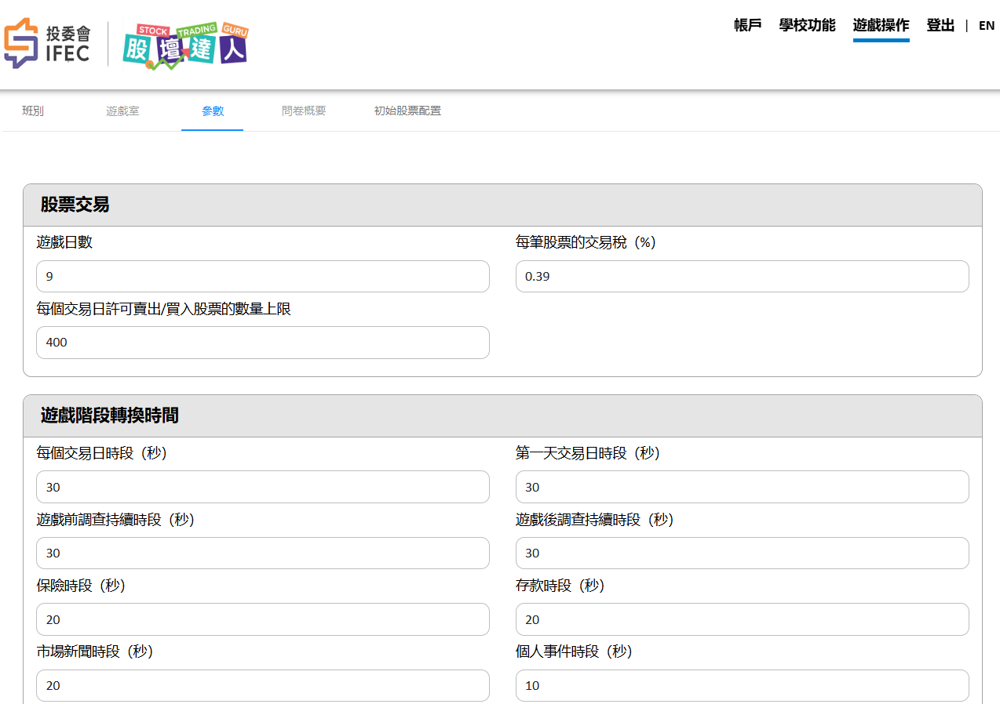 投委會
IFEC
STOCK TRADING GURU
股壇達人
帳戶 學校功能 遊戲操作 登出 | EN
班別 遊戲室 參數 問卷概要 初始股票配置
股票交易
遊戲日數 每筆股票的交易稅（%）
9 0.39
每個交易日許可賣出/買入股票的數量上限
400
遊戲階段轉換時間
每個交易日時段（秒） 第一天交易日時段（秒）
30 30
遊戲前調查持續時段（秒） 遊戲後調查持續時段（秒）
30 30
保險時段（秒） 存款時段（秒）
20 20
市場新聞時段（秒） 個人事件時段（秒）
20 10